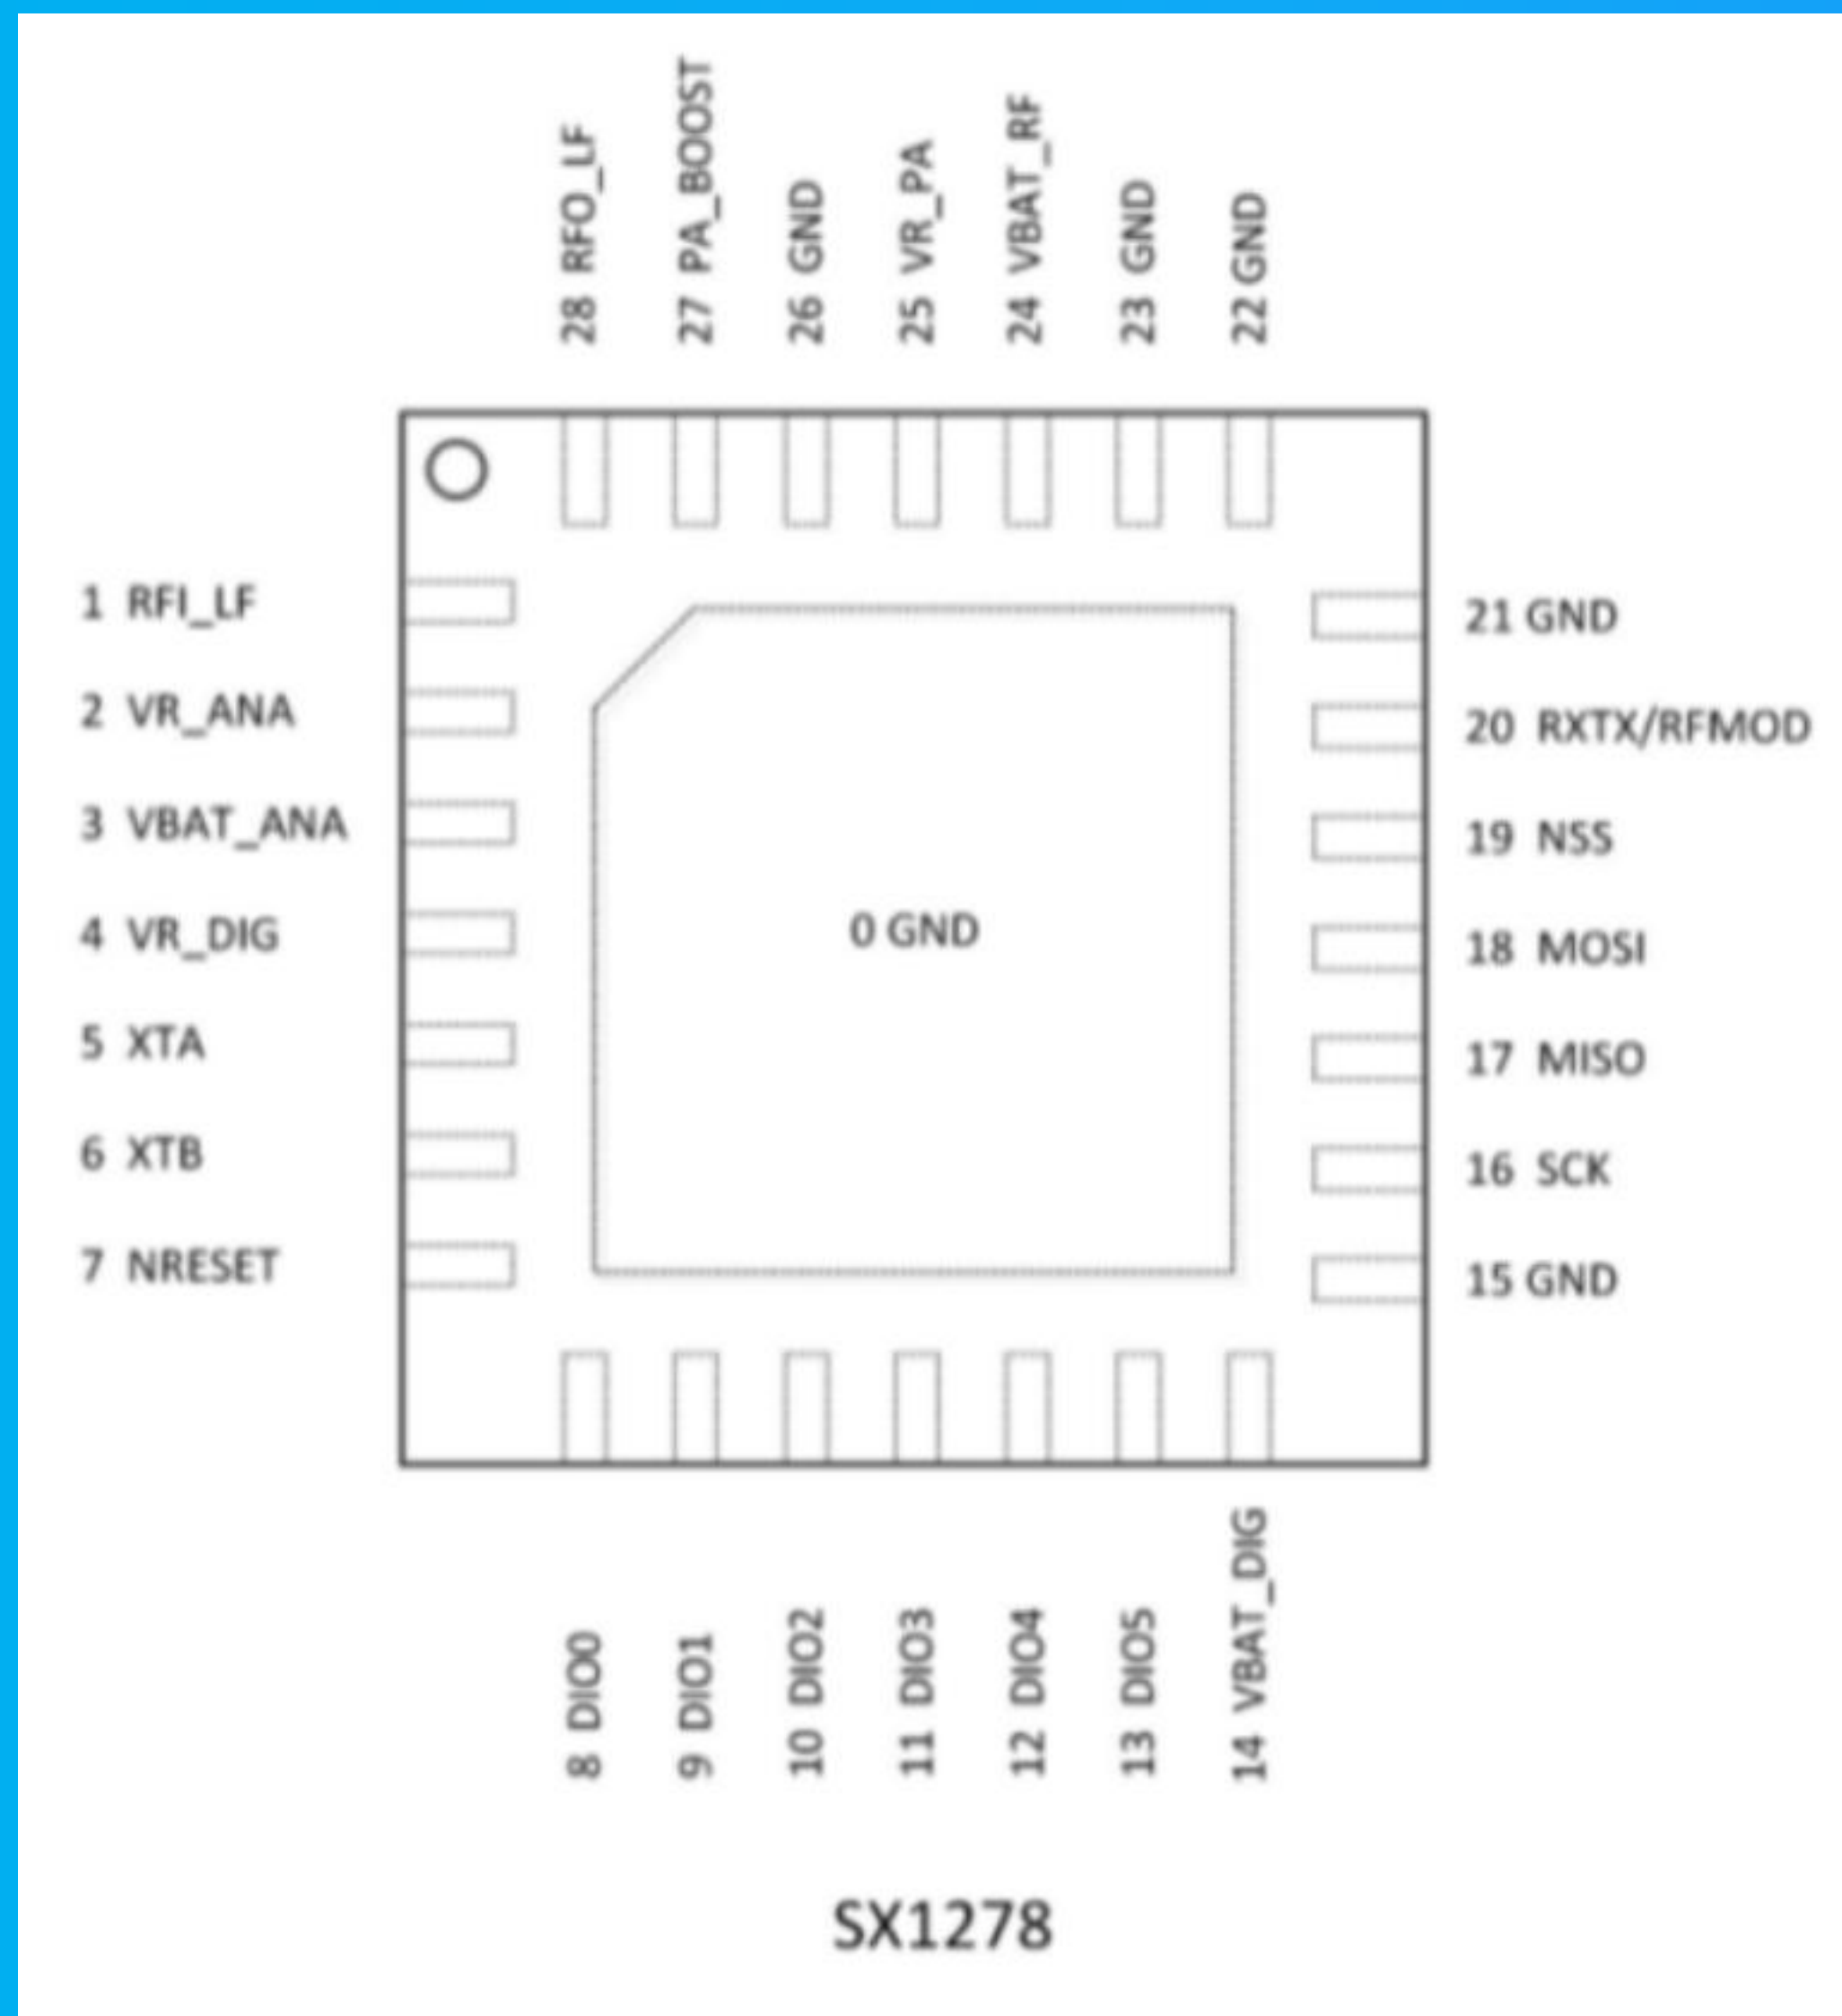 28 RFO_LF
27 PA_BOOST
26 GND
25 VR_PA
24 VBAT_RF
23 GND
22 GND
1 RFI_LF
2 VR_ANA
3 VBAT_ANA
4 VR_DIG
5 XTA
6 XTB
7 NRESET
0 GND
21 GND
20 RXTX/RFMOD
19 NSS
18 MOSI
17 MISO
16 SCK
15 GND
8 DIO0
9 DIO1
10 DIO2
11 DIO3
12 DIO4
13 DIO5
14 VBAT_DIG
SX1278